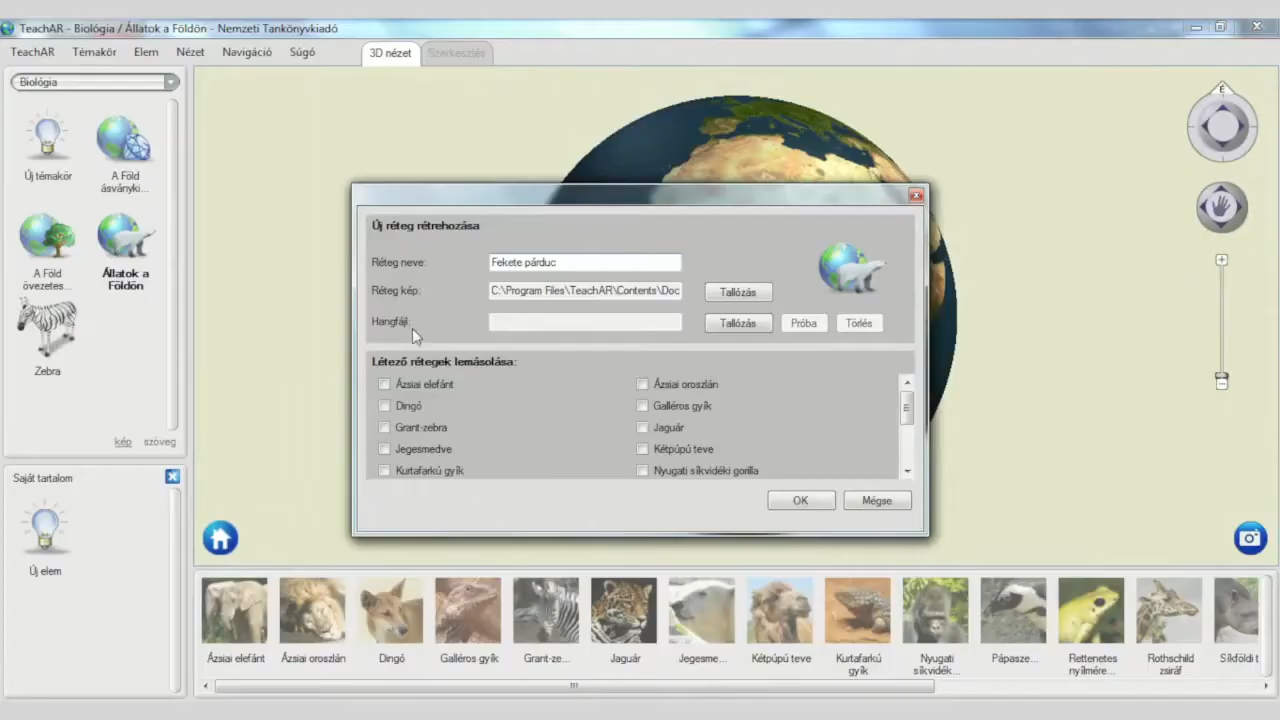 TeachAR - Biológia / Állatok a Földön - Nemzeti Tankönyvkiadó
TeachAR Témakör Elem Nézet Navigáció Súgó 3D nézet Szerkesztés
Biológia
É
Új témakör
A Föld
ásványki...
A Föld
övezetes...
Állatok a
Földön
Zebra
kép szöveg
Saját tartalom
Új elem
Új réteg rétrehozása
Réteg neve: Fekete párduc
Réteg kép: C:\Program Files\TeachAR\Contents\Doc Tallózás
Hangfájl: Tallózás Próba Törlés
Létező rétegek lemásolása:
Ázsiai elefánt Ázsiai oroszlán
Dingó Galléros gyík
Grant-zebra Jaguár
Jegesmedve Kétpúpú teve
Kurtafarkú gyík Nyugati síkvidéki gorilla
OK Mégse
Ázsiai elefánt
Ázsiai oroszlán
Dingó
Galléros gyík
Grant-ze...
Jaguár
Jegesme...
Kétpúpú teve
Kurtafarkú
gyík
Nyugati
síkvidék...
Pápasze...
Rettenetes
nyílmére...
Rothschild
zsiráf
Síkföldi t